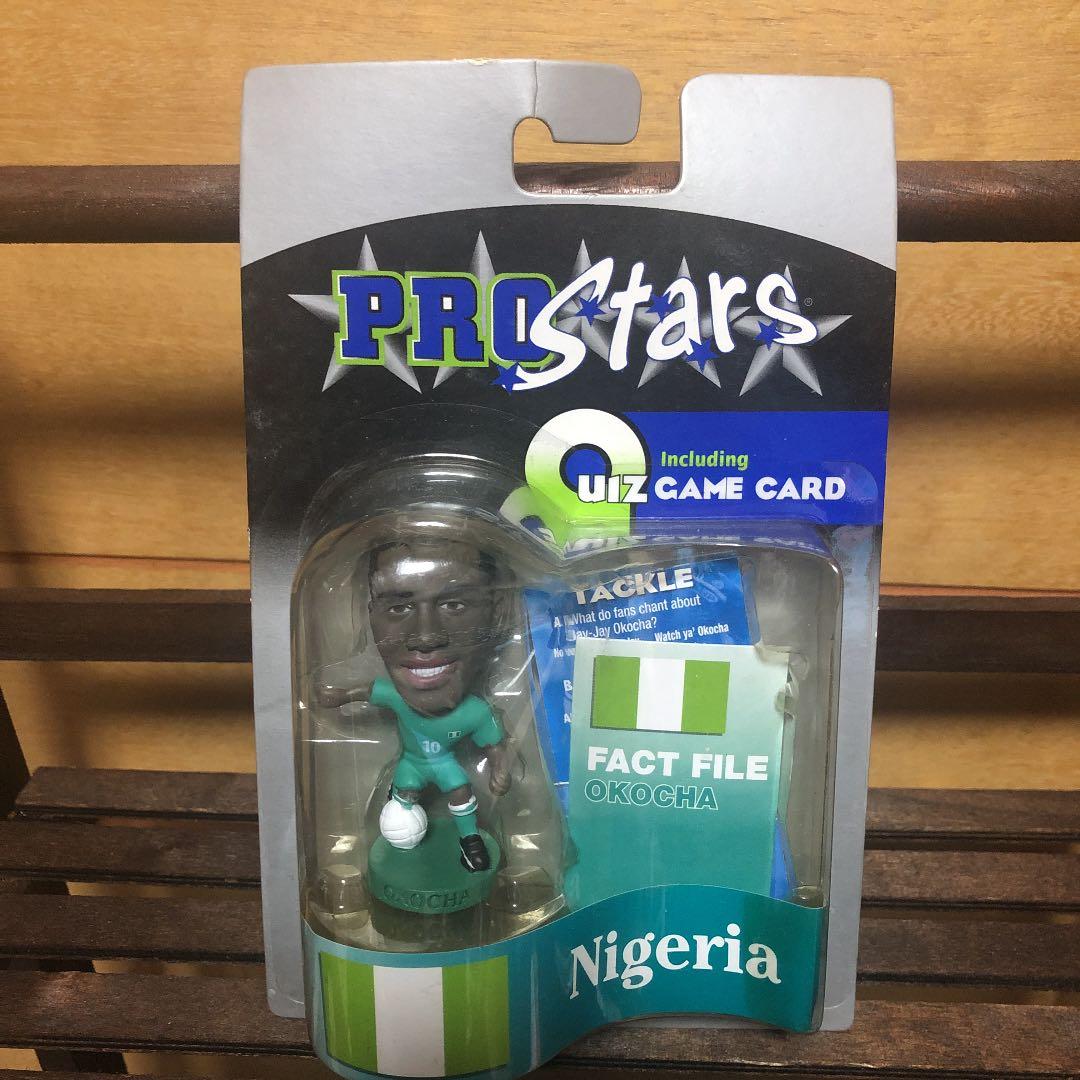 PRO Stars ®
Including
Quiz GAME CARD
TACKLE
What do fans chant about
Jay-Jay Okocha?
Watch ya' Okocha
No
B
A
FACT FILE
OKOCHA
10
OKOCHA
Nigeria